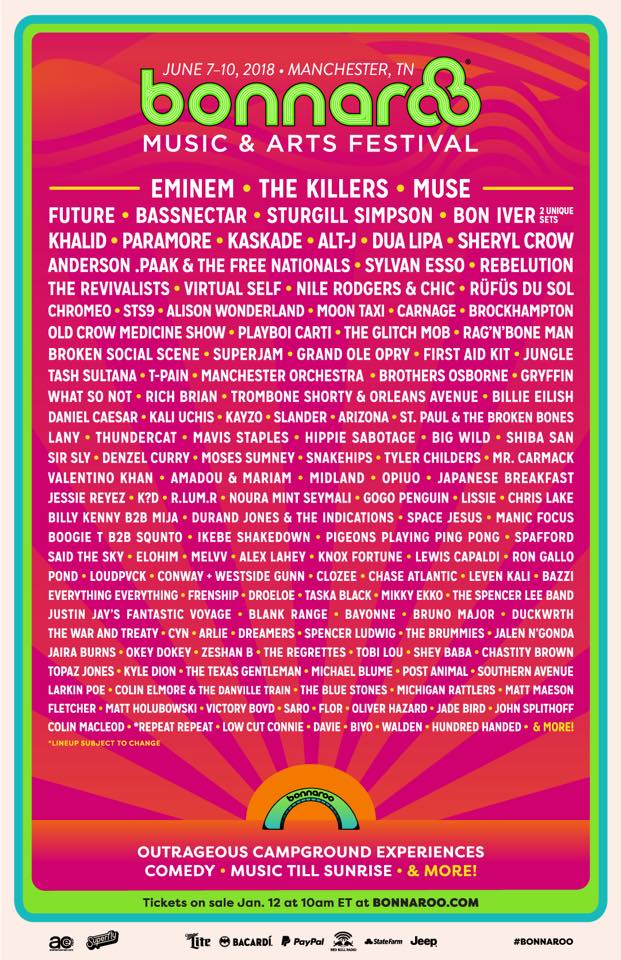 JUNE 7–10, 2018 • MANCHESTER, TN
bonnaroo
MUSIC & ARTS FESTIVAL
EMINEM • THE KILLERS • MUSE
FUTURE • BASSNECTAR • STURGILL SIMPSON • BON IVER 2 UNIQUE SETS
KHALID • PARAMORE • KASKADE • ALT-J • DUA LIPA • SHERYL CROW
ANDERSON .PAAK & THE FREE NATIONALS • SYLVAN ESSO • REBELUTION
THE REVIVALISTS • VIRTUAL SELF • NILE RODGERS & CHIC • RÜFÜS DU SOL
CHROMEO • STS9 • ALISON WONDERLAND • MOON TAXI • CARNAGE • BROCKHAMPTON
OLD CROW MEDICINE SHOW • PLAYBOI CARTI • THE GLITCH MOB • RAG'N'BONE MAN
BROKEN SOCIAL SCENE • SUPERJAM • GRAND OLE OPRY • FIRST AID KIT • JUNGLE
TASH SULTANA • T-PAIN • MANCHESTER ORCHESTRA • BROTHERS OSBORNE • GRYFFIN
WHAT SO NOT • RICH BRIAN • TROMBONE SHORTY & ORLEANS AVENUE • BILLIE EILISH
DANIEL CAESAR • KALI UCHIS • KAYZO • SLANDER • ARIZONA • ST. PAUL & THE BROKEN BONES
LANY • THUNDERCAT • MAVIS STAPLES • HIPPIE SABOTAGE • BIG WILD • SHIBA SAN
SIR SLY • DENZEL CURRY • MOSES SUMNEY • SNAKEHIPS • TYLER CHILDERS • MR. CARMACK
VALENTINO KHAN • AMADOU & MARIAM • MIDLAND • OPIUO • JAPANESE BREAKFAST
JESSIE REYEZ • K?D • R.LUM.R • NOURA MINT SEYMALI • GOGO PENGUIN • LISSIE • CHRIS LAKE
BILLY KENNY B2B MIJA • DURAND JONES & THE INDICATIONS • SPACE JESUS • MANIC FOCUS
BOOGIE T B2B SQUNTO • IKEBE SHAKEDOWN • PIGEONS PLAYING PING PONG • SPAFFORD
SAID THE SKY • ELOHIM • MELVV • ALEX LAHEY • KNOX FORTUNE • LEWIS CAPALDI • RON GALLO
POND • LOUDPVCK • CONWAY + WESTSIDE GUNN • CLOZEE • CHASE ATLANTIC • LEVEN KALI • BAZZI
EVERYTHING EVERYTHING • FRENSHIP • DROELOE • TASKA BLACK • MIKKY EKKO • THE SPENCER LEE BAND
JUSTIN JAY'S FANTASTIC VOYAGE • BLANK RANGE • BAYONNE • BRUNO MAJOR • DUCKWRTH
THE WAR AND TREATY • CYN • ARLIE • DREAMERS • SPENCER LUDWIG • THE BRUMMIES • JALEN N'GONDA
JAIRA BURNS • OKEY DOKEY • ZESHAN B • THE REGRETTES • TOBI LOU • SHEY BABA • CHASTITY BROWN
TOPAZ JONES • KYLE DION • THE TEXAS GENTLEMAN • MICHAEL BLUME • POST ANIMAL • SOUTHERN AVENUE
LARKIN POE • COLIN ELMORE & THE DANVILLE TRAIN • THE BLUE STONES • MICHIGAN RATTLERS • MATT MAESON
FLETCHER • MATT HOLUBOWSKI • VICTORY BOYD • SARO • FLOR • OLIVER HAZARD • JADE BIRD • JOHN SPLITHOFF
COLIN MACLEOD • *REPEAT REPEAT • LOW CUT CONNIE • DAVIE • BIYO • WALDEN • HUNDRED HANDED • & MORE!
*LINEUP SUBJECT TO CHANGE
bonnaroo
OUTRAGEOUS CAMPGROUND EXPERIENCES
COMEDY • MUSIC TILL SUNRISE • & MORE!
Tickets on sale Jan. 12 at 10am ET at BONNAROO.COM
Superfly Lite BACARDÍ. PayPal RED BULL RADIO StateFarm Jeep #BONNAROO